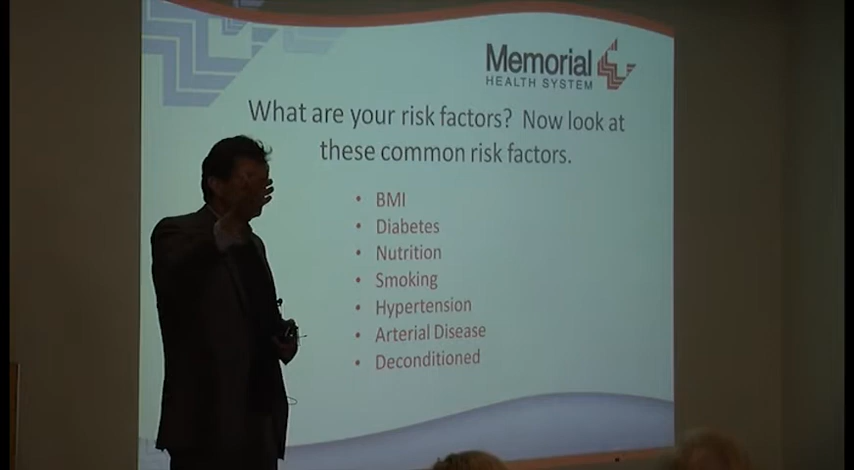 Memorial
HEALTH SYSTEM
What are your risk factors? Now look at
these common risk factors.
• BMI
• Diabetes
• Nutrition
• Smoking
• Hypertension
• Arterial Disease
• Deconditioned